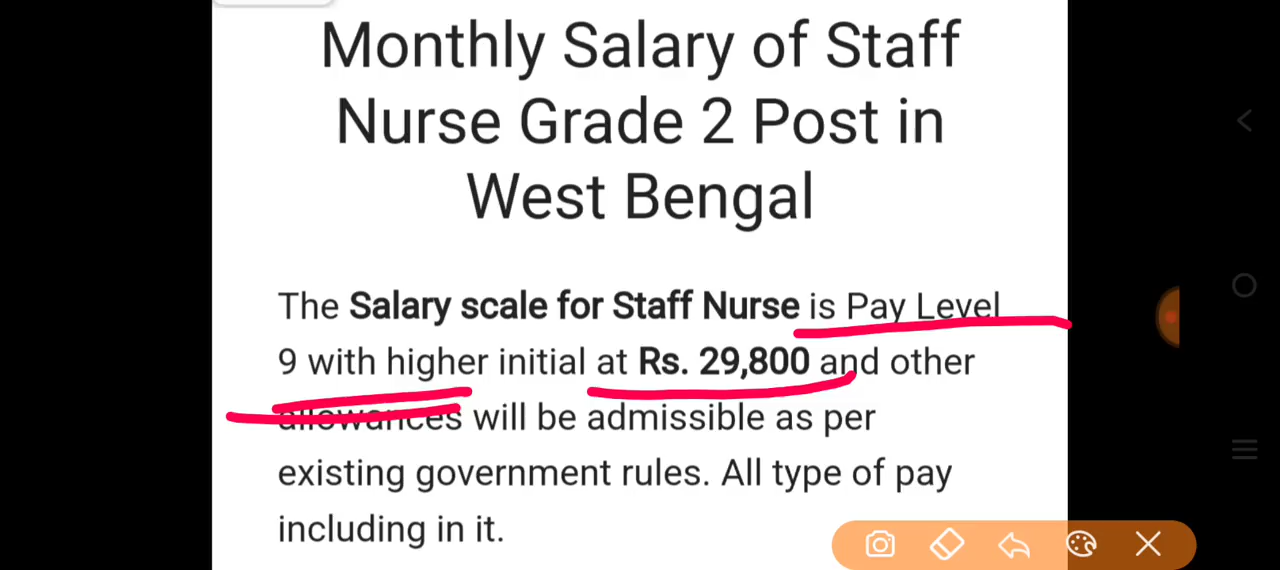 Monthly Salary of Staff
Nurse Grade 2 Post in
West Bengal
The Salary scale for Staff Nurse is Pay Level
9 with higher initial at Rs. 29,800 and other
allowances will be admissible as per
existing government rules. All type of pay
including in it.